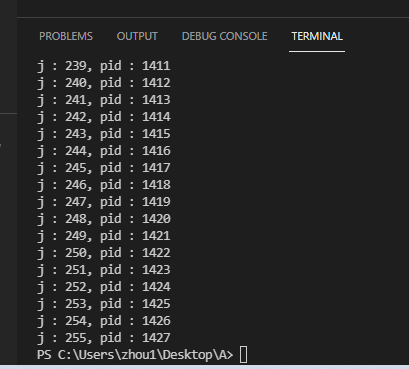 PROBLEMS OUTPUT DEBUG CONSOLE TERMINAL
j : 239, pid : 1411
j : 240, pid : 1412
j : 241, pid : 1413
j : 242, pid : 1414
j : 243, pid : 1415
j : 244, pid : 1416
j : 245, pid : 1417
j : 246, pid : 1418
j : 247, pid : 1419
j : 248, pid : 1420
j : 249, pid : 1421
j : 250, pid : 1422
j : 251, pid : 1423
j : 252, pid : 1424
j : 253, pid : 1425
j : 254, pid : 1426
j : 255, pid : 1427
PS C:\Users\zhou1\Desktop\A>